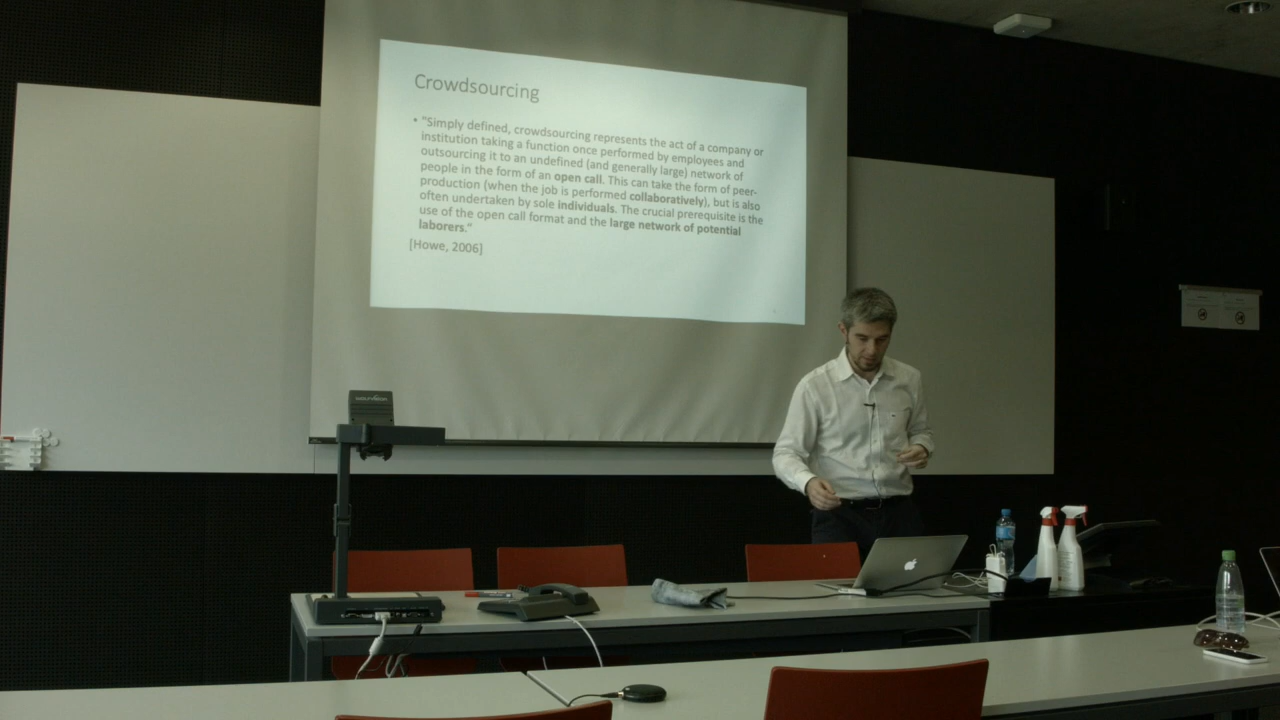 Crowdsourcing
• "Simply defined, crowdsourcing represents the act of a company or
institution taking a function once performed by employees and
outsourcing it to an undefined (and generally large) network of
people in the form of an open call. This can take the form of peer-
production (when the job is performed collaboratively), but is also
often undertaken by sole individuals. The crucial prerequisite is the
use of the open call format and the large network of potential
laborers."
[Howe, 2006]